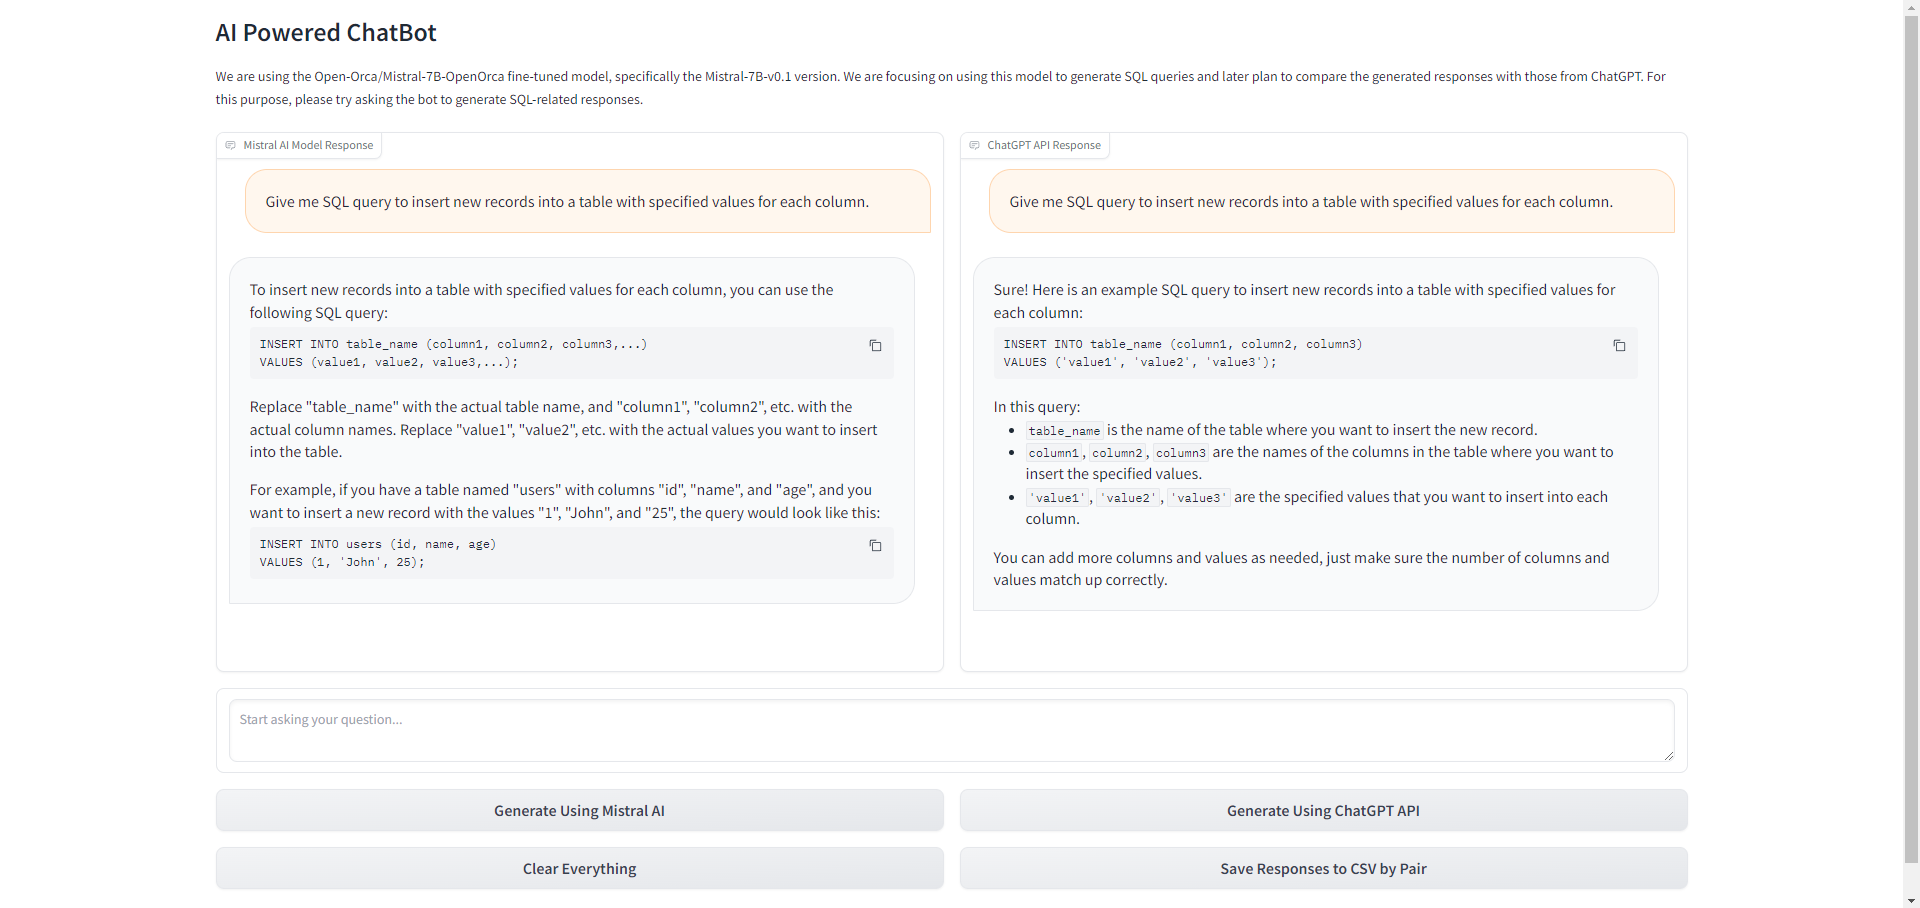 AI Powered ChatBot
We are using the Open-Orca/Mistral-7B-OpenOrca fine-tuned model, specifically the Mistral-7B-v0.1 version. We are focusing on using this model to generate SQL queries and later plan to compare the generated responses with those from ChatGPT. For
this purpose, please try asking the bot to generate SQL-related responses.
Mistral AI Model Response
Give me SQL query to insert new records into a table with specified values for each column.
To insert new records into a table with specified values for each column, you can use the
following SQL query:
INSERT INTO table_name (column1, column2, column3,...)
VALUES (value1, value2, value3,...);
Replace "table_name" with the actual table name, and "column1", "column2", etc. with the
actual column names. Replace "value1", "value2", etc. with the actual values you want to insert
into the table.
For example, if you have a table named "users" with columns "id", "name", and "age", and you
want to insert a new record with the values "1", "John", and "25", the query would look like this:
INSERT INTO users (id, name, age)
VALUES (1, 'John', 25);
ChatGPT API Response
Give me SQL query to insert new records into a table with specified values for each column.
Sure! Here is an example SQL query to insert new records into a table with specified values for
each column:
INSERT INTO table_name (column1, column2, column3)
VALUES ('value1', 'value2', 'value3');
In this query:
• table_name is the name of the table where you want to insert the new record.
• column1, column2, column3 are the names of the columns in the table where you want to
insert the specified values.
• 'value1', 'value2', 'value3' are the specified values that you want to insert into each
column.
You can add more columns and values as needed, just make sure the number of columns and
values match up correctly.
Start asking your question...
Generate Using Mistral AI
Generate Using ChatGPT API
Clear Everything
Save Responses to CSV by Pair